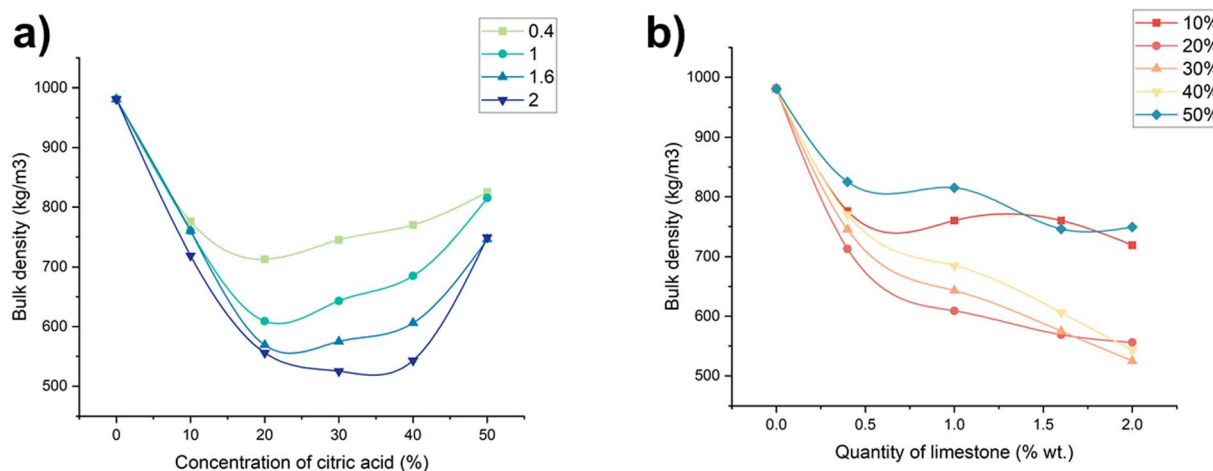 a)
0.4
1
1.6
2
1000
900
800
700
600
500
Bulk density (kg/m3)
0 10 20 30 40 50
Concentration of citric acid (%)
b)
10%
20%
30%
40%
50%
1000
900
800
700
600
500
Bulk density (kg/m3)
0.0 0.5 1.0 1.5 2.0
Quantity of limestone (% wt.)